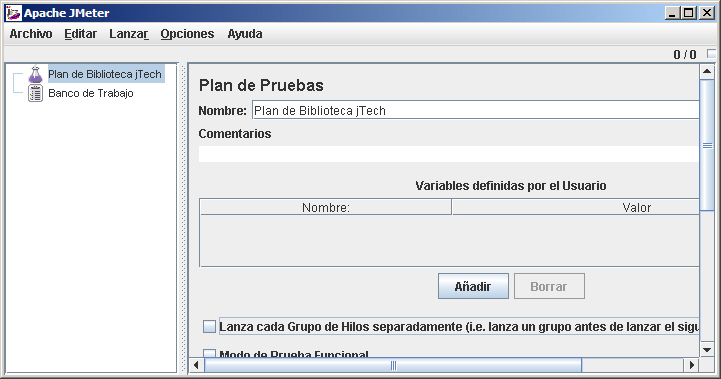 Apache JMeter
Archivo Editar Lanzar Opciones Ayuda
0 / 0
Plan de Biblioteca jTech
Banco de Trabajo
Plan de Pruebas
Nombre: Plan de Biblioteca jTech
Comentarios
Variables definidas por el Usuario
Nombre: Valor
Añadir Borrar
Lanza cada Grupo de Hilos separadamente (i.e. lanza un grupo antes de lanzar el sigu
Modo de Prueba Funcional